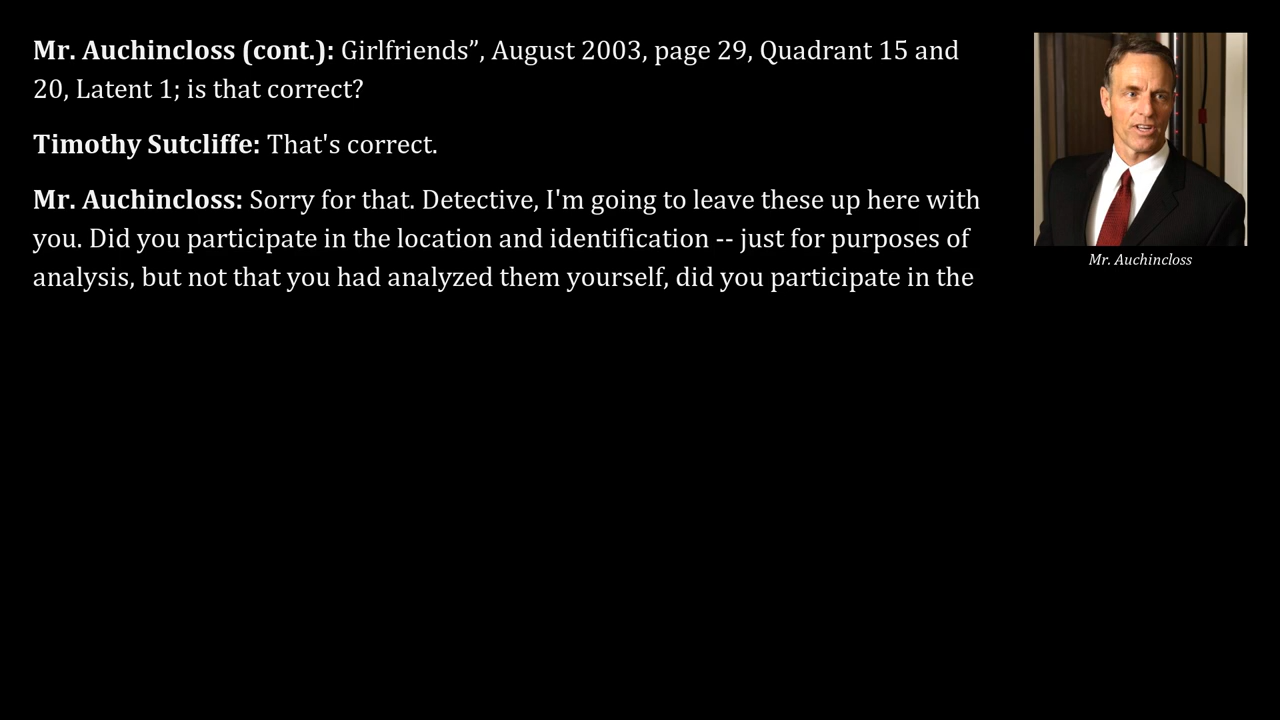 Mr. Auchincloss (cont.): Girlfriends”, August 2003, page 29, Quadrant 15 and
20, Latent 1; is that correct?
Timothy Sutcliffe: That's correct.
Mr. Auchincloss: Sorry for that. Detective, I'm going to leave these up here with
you. Did you participate in the location and identification -- just for purposes of
analysis, but not that you had analyzed them yourself, did you participate in the
Mr. Auchincloss